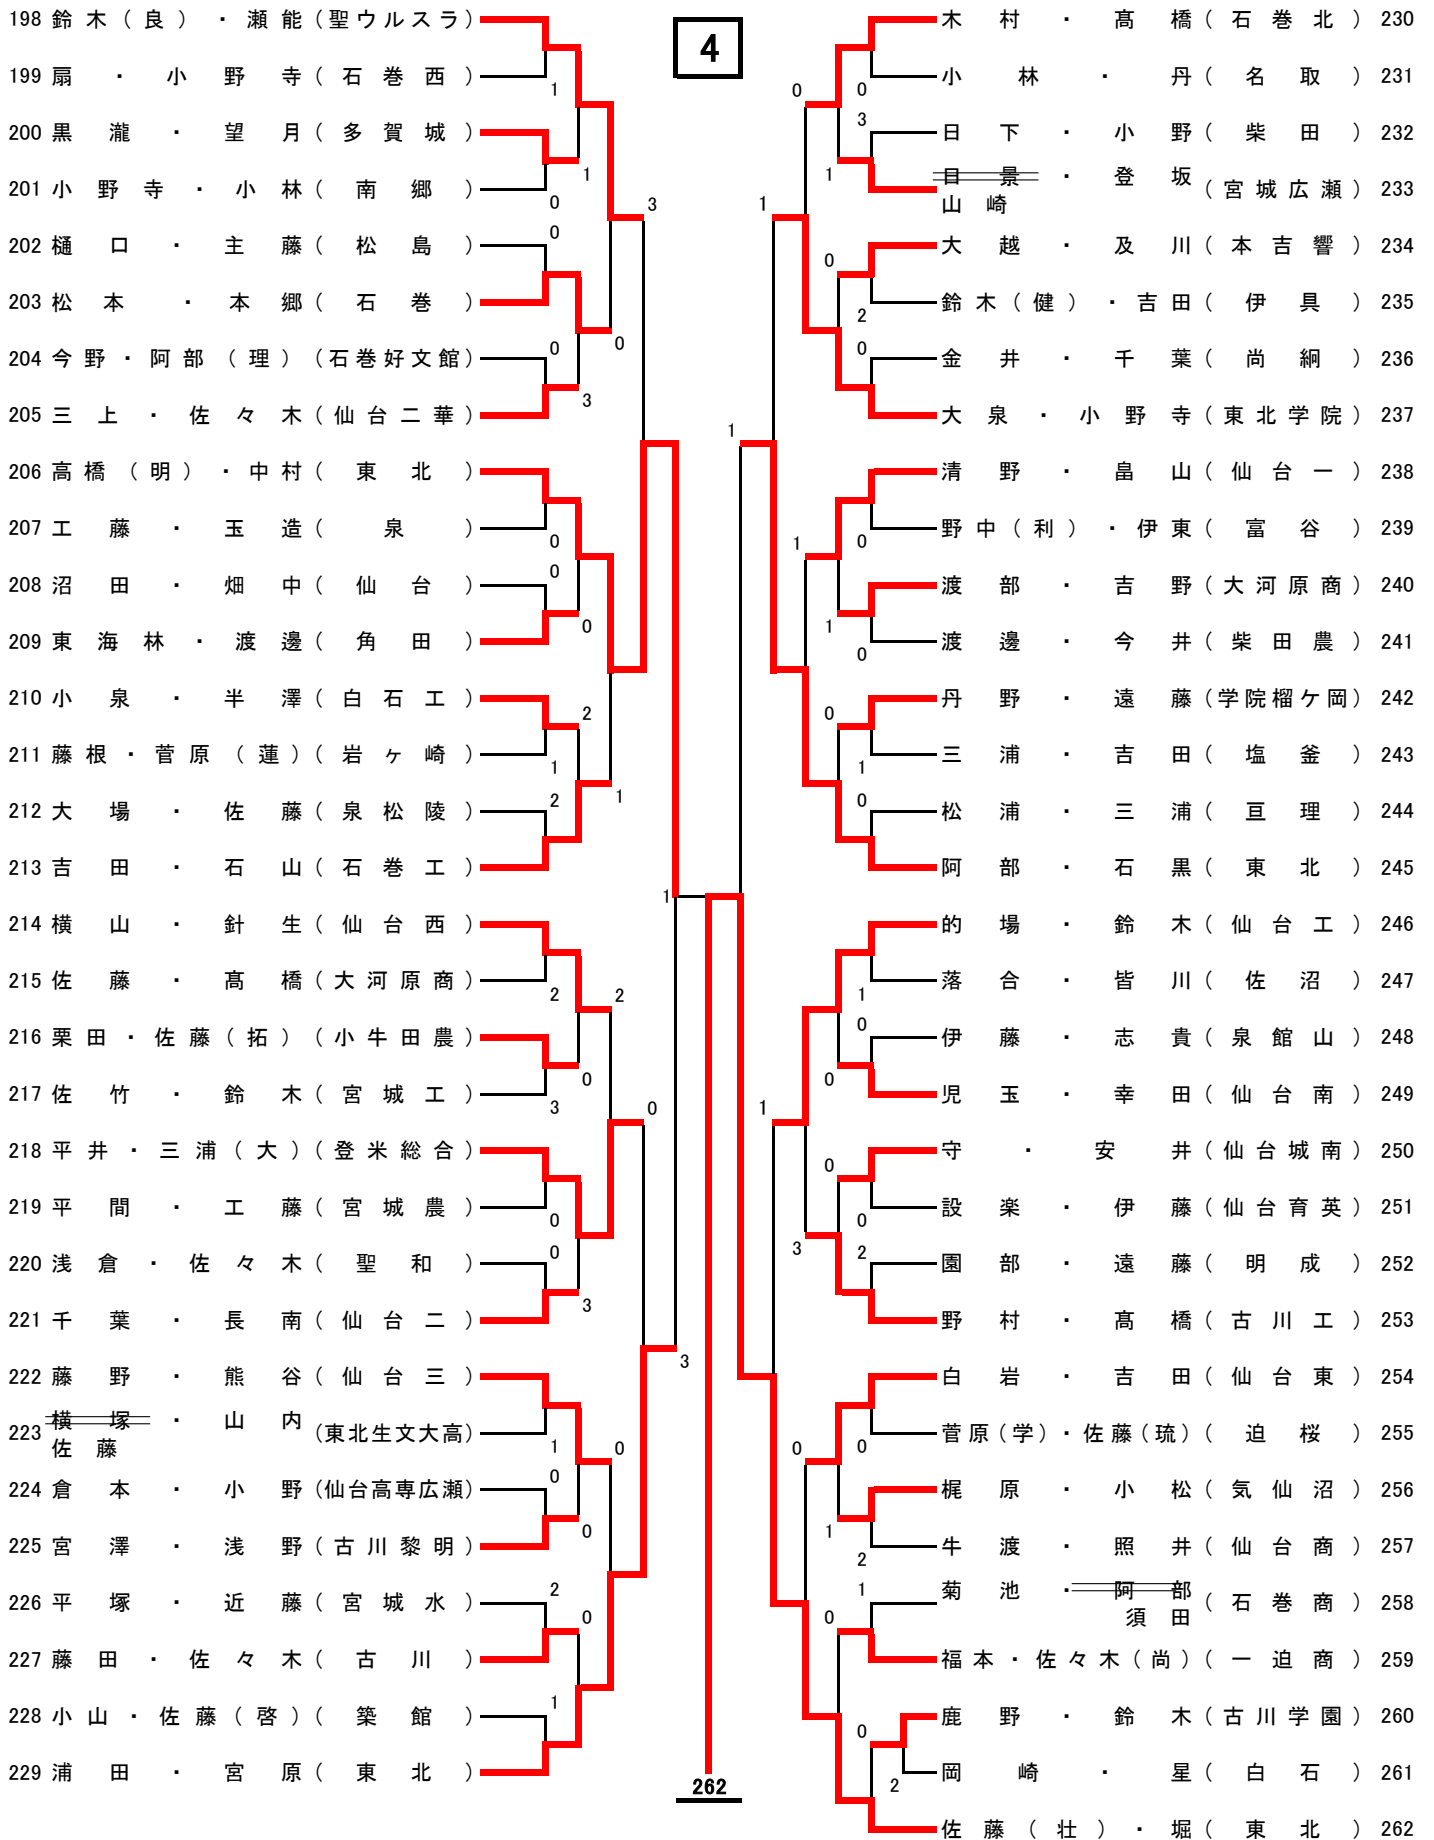 4
198 鈴木(良)・瀬能(聖ウルスラ)
199 扇・小野寺(石巻西)
1
200 黒瀧・望月(多賀城)
1
201 小野寺・小林(南郷)
0
3
0
202 樋口・主藤(松島)
203 松本・本郷(石巻)
0
0
204 今野・阿部(理)(石巻好文館)
3
205 三上・佐々木(仙台二華)
206 高橋(明)・中村(東北)
207 工藤・玉造(泉)
0
0
208 沼田・畑中(仙台)
0
209 東海林・渡邊(角田)
210 小泉・半澤(白石工)
2
211 藤根・菅原(蓮)(岩ヶ崎)
1
1
2
212 大場・佐藤(泉松陵)
213 吉田・石山(石巻工)
1
214 横山・針生(仙台西)
215 佐藤・髙橋(大河原商)
2
2
216 栗田・佐藤(拓)(小牛田農)
0
217 佐竹・鈴木(宮城工)
3
0
218 平井・三浦(大)(登米総合)
219 平間・工藤(宮城農)
0
0
220 浅倉・佐々木(聖和)
3
221 千葉・長南(仙台二)
3
222 藤野・熊谷(仙台三)
223 横塚・山内(東北生文大高)
佐藤
1
0
0
224 倉本・小野(仙台高専広瀬)
0
225 宮澤・浅野(古川黎明)
2
226 平塚・近藤(宮城水)
0
227 藤田・佐々木(古川)
1
228 小山・佐藤(啓)(築館)
229 浦田・宮原(東北)
262
木村・髙橋(石巻北) 230
小林・丹(名取) 231
0
0
3
日下・小野(柴田) 232
1
日景・登坂(宮城広瀬) 233
山崎
1
大越・及川(本吉響) 234
0
鈴木(健)・吉田(伊具) 235
2
0
金井・千葉(尚絅) 236
大泉・小野寺(東北学院) 237
1
清野・畠山(仙台一) 238
野中(利)・伊東(富谷) 239
1
0
渡部・吉野(大河原商) 240
1
渡邊・今井(柴田農) 241
0
丹野・遠藤(学院榴ケ岡) 242
0
三浦・吉田(塩釜) 243
1
0
松浦・三浦(亘理) 244
阿部・石黒(東北) 245
的場・鈴木(仙台工) 246
落合・皆川(佐沼) 247
1
0
伊藤・志貴(泉館山) 248
0
児玉・幸田(仙台南) 249
1
守・安井(仙台城南) 250
0
設楽・伊藤(仙台育英) 251
0
3
2
園部・遠藤(明成) 252
野村・髙橋(古川工) 253
白岩・吉田(仙台東) 254
菅原(学)・佐藤(琉)(迫桜) 255
0
0
梶原・小松(気仙沼) 256
1
牛渡・照井(仙台商) 257
2
1
菊池・阿部(石巻商) 258
須田
0
福本・佐々木(尚)(一迫商) 259
鹿野・鈴木(古川学園) 260
0
岡崎・星(白石) 261
2
佐藤(壮)・堀(東北) 262